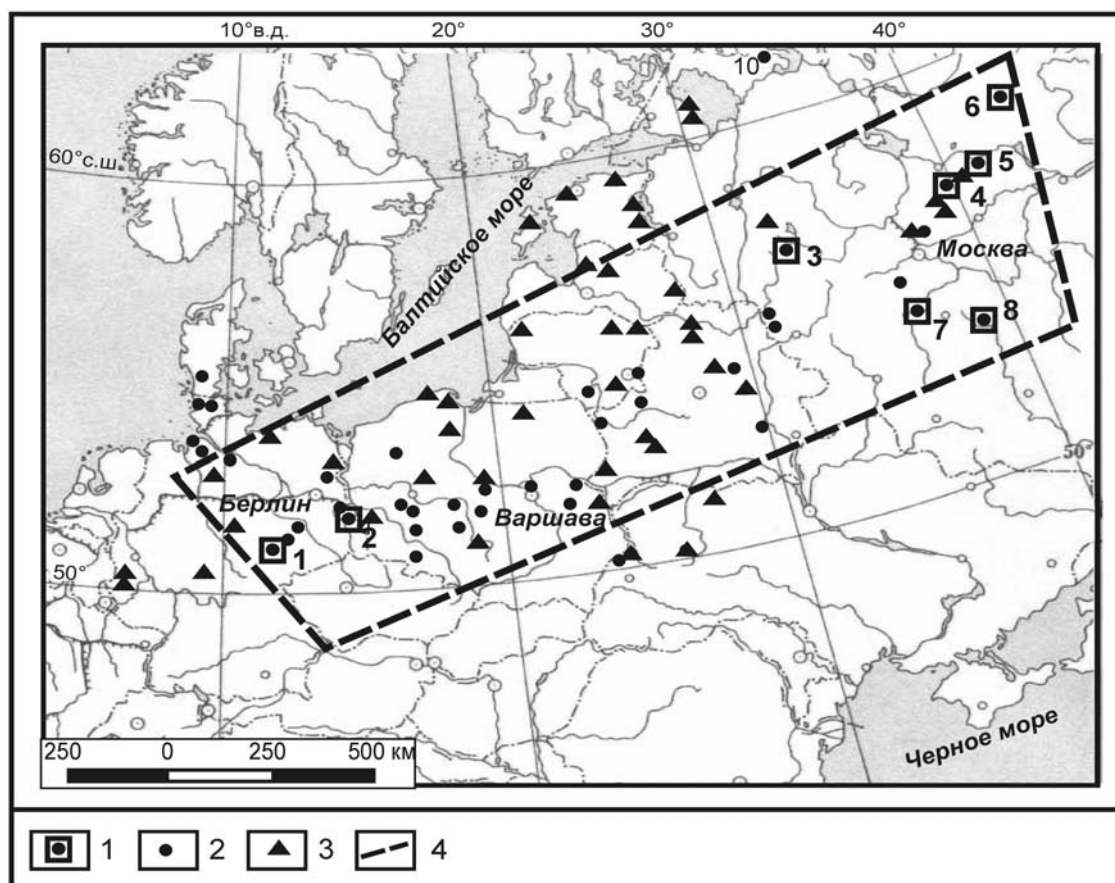 10°в.д. 20° 30° 40°
10
6
60°с.ш.
5
4
Балтийское море
3
Москва
7 8
50°
Берлин
2
Варшава
1
50°
Черное море
250 0 250 500 км
1 2 3 4